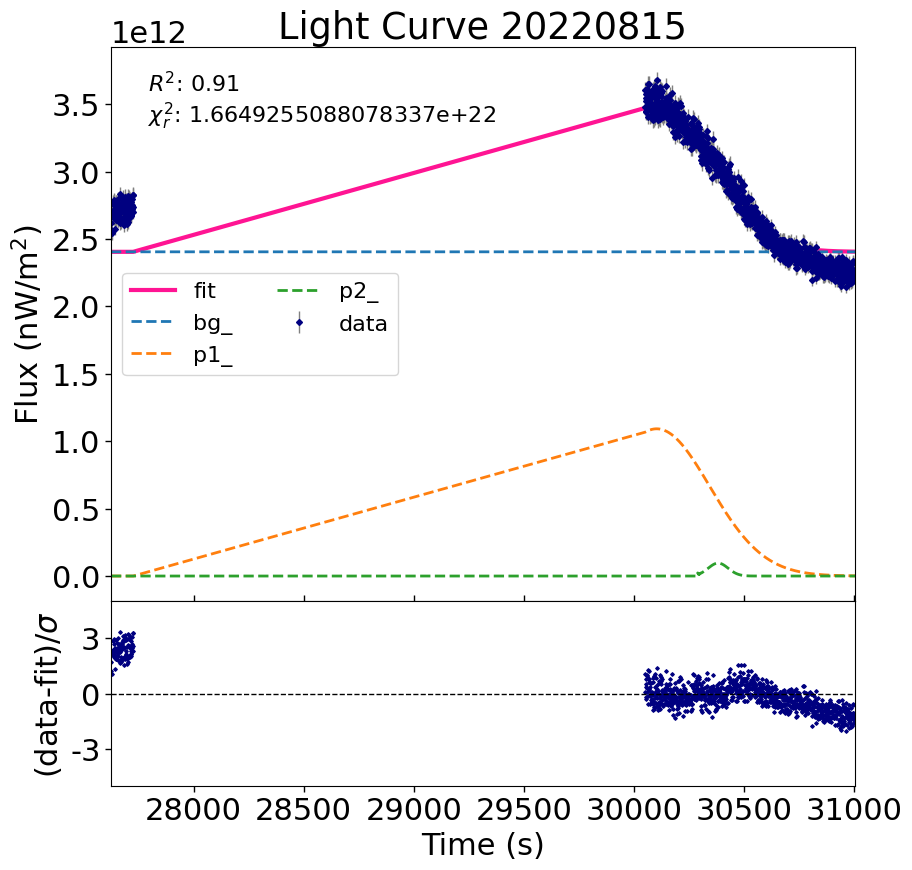 Light Curve 20220815
1e12
R²: 0.91
χ²ᵣ: 1.6649255088078337e+22
3.5
3.0
2.5
2.0
1.5
1.0
0.5
0.0
Flux (nW/m²)
fit
bg_
p1_
p2_
data
3
0
-3
(data-fit)/σ
28000 28500 29000 29500 30000 30500 31000
Time (s)